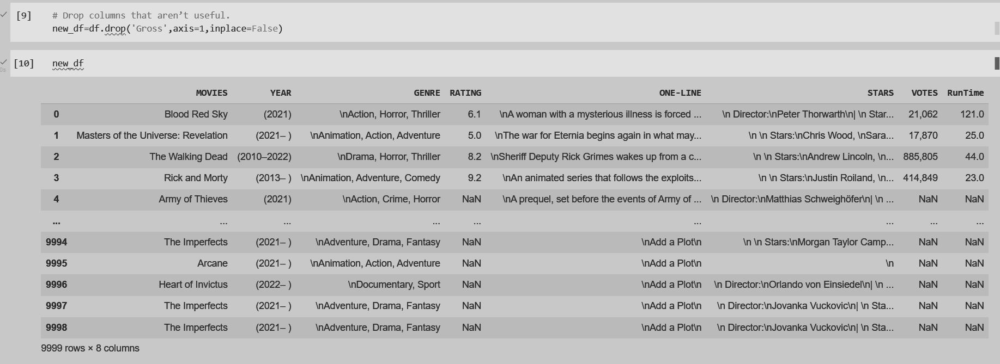 [9] # Drop columns that aren’t useful.
new_df=df.drop('Gross',axis=1,inplace=False)
0s [10] new_df
MOVIES YEAR GENRE RATING ONE-LINE STARS VOTES RunTime
0 Blood Red Sky (2021) \nAction, Horror, Thriller 6.1 \nA woman with a mysterious illness is forced ... \n Director:\nPeter Thorwarth\n| \n Star... 21,062 121.0
1 Masters of the Universe: Revelation (2021– ) \nAnimation, Action, Adventure 5.0 \nThe war for Eternia begins again in what may... \n \n Stars:\nChris Wood, \nSara... 17,870 25.0
2 The Walking Dead (2010–2022) \nDrama, Horror, Thriller 8.2 \nSheriff Deputy Rick Grimes wakes up from a c... \n \n Stars:\nAndrew Lincoln, \n... 885,805 44.0
3 Rick and Morty (2013– ) \nAnimation, Adventure, Comedy 9.2 \nAn animated series that follows the exploits... \n \n Stars:\nJustin Roiland, \n... 414,849 23.0
4 Army of Thieves (2021) \nAction, Crime, Horror NaN \nA prequel, set before the events of Army of ... \n Director:\nMatthias Schweighöfer\n| \n ... NaN NaN
... ... ... ... ... ... ... ... ...
9994 The Imperfects (2021– ) \nAdventure, Drama, Fantasy NaN \nAdd a Plot\n \n \n Stars:\nMorgan Taylor Camp... NaN NaN
9995 Arcane (2021– ) \nAnimation, Action, Adventure NaN \nAdd a Plot\n \n NaN NaN
9996 Heart of Invictus (2022– ) \nDocumentary, Sport NaN \nAdd a Plot\n \n Director:\nOrlando von Einsiedel\n| \n ... NaN NaN
9997 The Imperfects (2021– ) \nAdventure, Drama, Fantasy NaN \nAdd a Plot\n \n Director:\nJovanka Vuckovic\n| \n Sta... NaN NaN
9998 The Imperfects (2021– ) \nAdventure, Drama, Fantasy NaN \nAdd a Plot\n \n Director:\nJovanka Vuckovic\n| \n Sta... NaN NaN
9999 rows × 8 columns